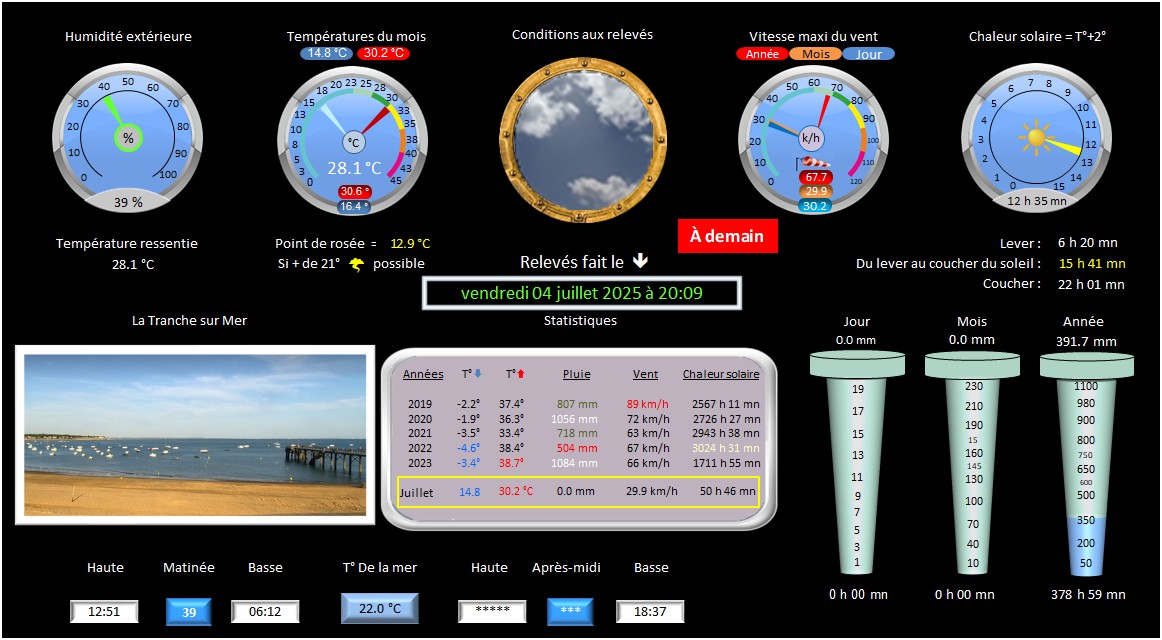 Humidité extérieure
Températures du mois
14.8 °C 30.2 °C
Conditions aux relevés
Vitesse maxi du vent
Année Mois Jour
Chaleur solaire = T°+2°
0 10 20 30 40 50 60 70 80 90 100
%
39 %
0 3 5 8 10 13 15 18 20 23 25 28 30 33 35 38 40 43 45
°C
28.1 °C
30.6 °
16.4 °
0 10 20 30 40 50 60 70 80 90 100 110 120
k/h
67.7
29.9
30.2
0 1 2 3 4 5 6 7 8 9 10 11 12 13 14 15
12 h 35 mn
Température ressentie
28.1 °C
Point de rosée = 12.9 °C
Si + de 21° possible
À demain
Relevés fait le
vendredi 04 juillet 2025 à 20:09
Lever : 6 h 20 mn
Du lever au coucher du soleil : 15 h 41 mn
Coucher : 22 h 01 mn
La Tranche sur Mer
Statistiques
Années T° T° Pluie Vent Chaleur solaire
2019 -2.2° 37.4° 807 mm 89 km/h 2567 h 11 mn
2020 -1.9° 36.3° 1056 mm 72 km/h 2726 h 27 mn
2021 -3.5° 33.4° 718 mm 63 km/h 2943 h 38 mn
2022 -4.6° 38.4° 504 mm 67 km/h 3024 h 31 mn
2023 -3.4° 38.7° 1084 mm 66 km/h 1711 h 55 mn
Juillet 14.8 30.2 °C 0.0 mm 29.9 km/h 50 h 46 mn
Jour
0.0 mm
19
17
15
13
11
9
7
5
3
1
0 h 00 mn
Mois
0.0 mm
230
210
190
15
160
145
130
100
70
40
10
0 h 00 mn
Année
391.7 mm
1100
980
900
800
750
650
600
500
350
200
50
378 h 59 mn
Haute Matinée Basse T° De la mer Haute Après-midi Basse
12:51 39 06:12 22.0 °C ***** *** 18:37